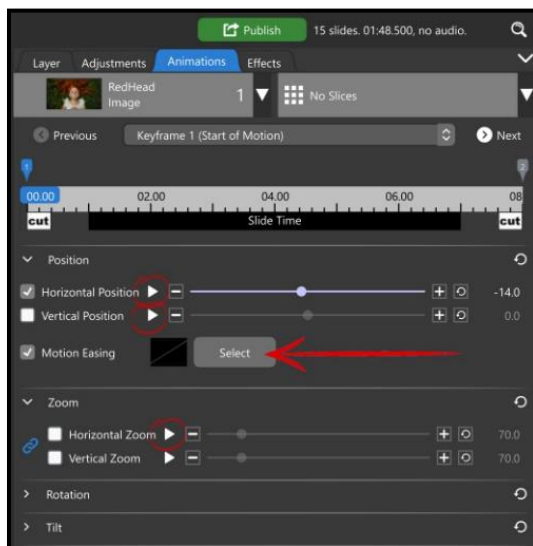 Publish 15 slides. 01:48.500, no audio.
Layer Adjustments Animations Effects
RedHead
Image 1 No Slices
Previous Keyframe 1 (Start of Motion) Next
1 2
00.00 02.00 04.00 06.00 08
cut Slide Time cut
Position
Horizontal Position -14.0
Vertical Position 0.0
Motion Easing Select
Zoom
Horizontal Zoom 70.0
Vertical Zoom 70.0
Rotation
Tilt